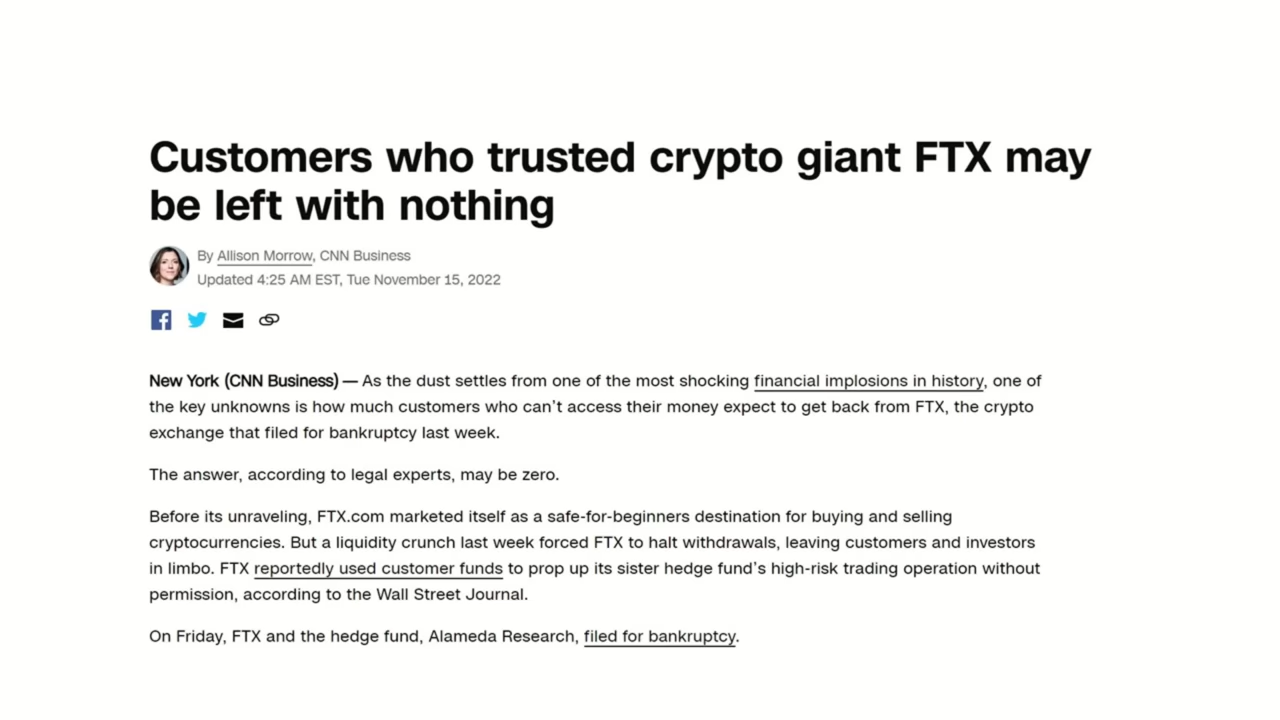 Customers who trusted crypto giant FTX may
be left with nothing
By Allison Morrow, CNN Business
Updated 4:25 AM EST, Tue November 15, 2022
New York (CNN Business) — As the dust settles from one of the most shocking financial implosions in history, one of
the key unknowns is how much customers who can't access their money expect to get back from FTX, the crypto
exchange that filed for bankruptcy last week.
The answer, according to legal experts, may be zero.
Before its unraveling, FTX.com marketed itself as a safe-for-beginners destination for buying and selling
cryptocurrencies. But a liquidity crunch last week forced FTX to halt withdrawals, leaving customers and investors
in limbo. FTX reportedly used customer funds to prop up its sister hedge fund's high-risk trading operation without
permission, according to the Wall Street Journal.
On Friday, FTX and the hedge fund, Alameda Research, filed for bankruptcy.